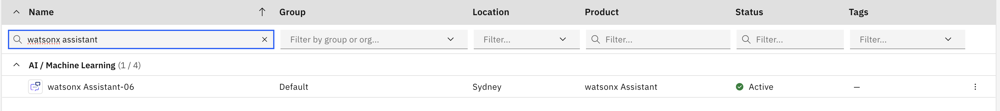 Name Group Location Product Status Tags
watsonx assistant Filter by group or org... Filter... Filter... Filter... Filter...
AI / Machine Learning (1 / 4)
watsonx Assistant-06 Default Sydney watsonx Assistant Active –